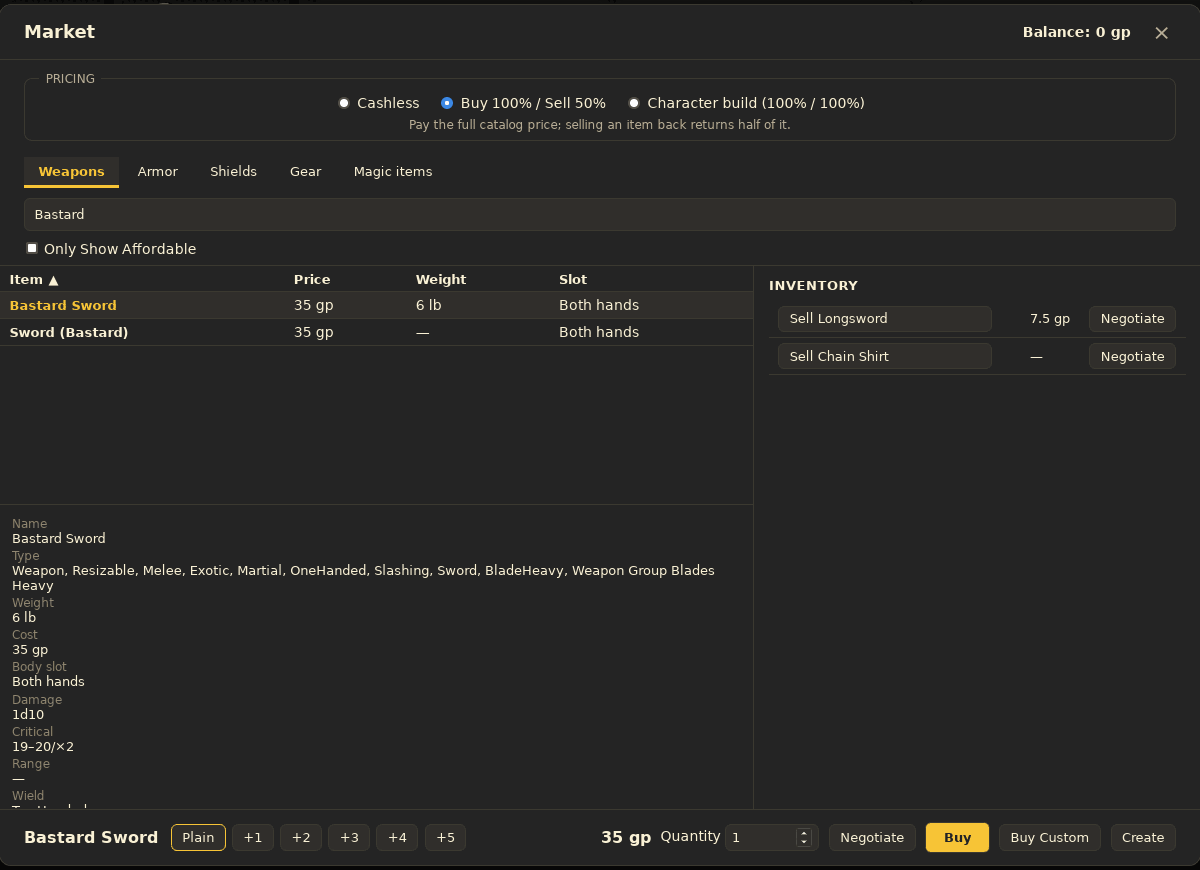 Market
Balance: 0 gp
PRICING
Cashless
Buy 100% / Sell 50%
Character build (100% / 100%)
Pay the full catalog price; selling an item back returns half of it.
Weapons
Armor
Shields
Gear
Magic items
Bastard
Only Show Affordable
Item ▲ Price Weight Slot
Bastard Sword 35 gp 6 lb Both hands
Sword (Bastard) 35 gp — Both hands
INVENTORY
Sell Longsword 7.5 gp Negotiate
Sell Chain Shirt — Negotiate
Name
Bastard Sword
Type
Weapon, Resizable, Melee, Exotic, Martial, OneHanded, Slashing, Sword, BladeHeavy, Weapon Group Blades
Heavy
Weight
6 lb
Cost
35 gp
Body slot
Both hands
Damage
1d10
Critical
19–20/×2
Range
—
Wield
Bastard Sword
Plain
+1
+2
+3
+4
+5
35 gp
Quantity
1
Negotiate
Buy
Buy Custom
Create